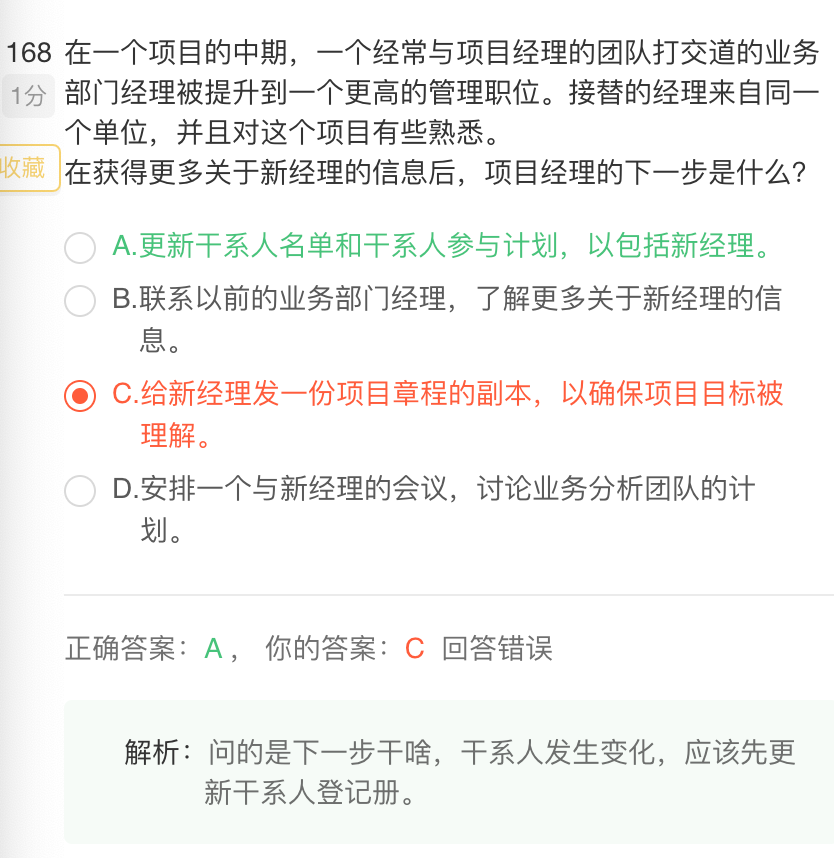 168 在一个项目的中期，一个经常与项目经理的团队打交道的业务
1分 部门经理被提升到一个更高的管理职位。接替的经理来自同一
个单位，并且对这个项目有些熟悉。
收藏 在获得更多关于新经理的信息后，项目经理的下一步是什么？
A.更新干系人名单和干系人参与计划，以包括新经理。
B.联系以前的业务部门经理，了解更多关于新经理的信
息。
C.给新经理发一份项目章程的副本，以确保项目目标被
理解。
D.安排一个与新经理的会议，讨论业务分析团队的计
划。
正确答案：A， 你的答案：C 回答错误
解析：问的是下一步干啥，干系人发生变化，应该先更
新干系人登记册。